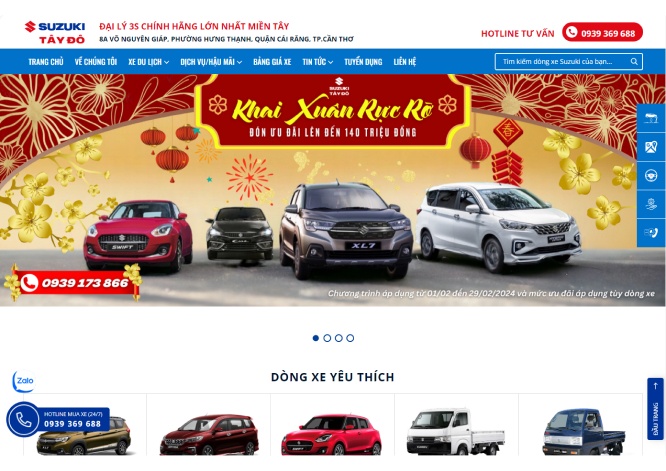 SUZUKI
TÂY ĐÔ
ĐẠI LÝ 3S CHÍNH HÃNG LỚN NHẤT MIỀN TÂY
8A VÕ NGUYÊN GIÁP, PHƯỜNG HƯNG THẠNH, QUẬN CÁI RĂNG, TP.CẦN THƠ
HOTLINE TƯ VẤN
0939 369 688
TRANG CHỦ VỀ CHÚNG TÔI XE DU LỊCH DỊCH VỤ/HẬU MÃI BẢNG GIÁ XE TIN TỨC TUYỂN DỤNG LIÊN HỆ
Tìm kiếm dòng xe Suzuki của bạn...
SUZUKI
TÂY ĐÔ
Khai Xuân Rực Rỡ
ĐÓN ƯU ĐÃI LÊN ĐẾN 140 TRIỆU ĐỒNG
春
SWIFT
XL7
0939 173 866
Chương trình áp dụng từ 01/02 đến 29/02/2024 và mức ưu đãi áp dụng tùy dòng xe
DÒNG XE YÊU THÍCH
Zalo
HOTLINE MUA XE (24/7)
0939 369 688
ĐẦU TRANG